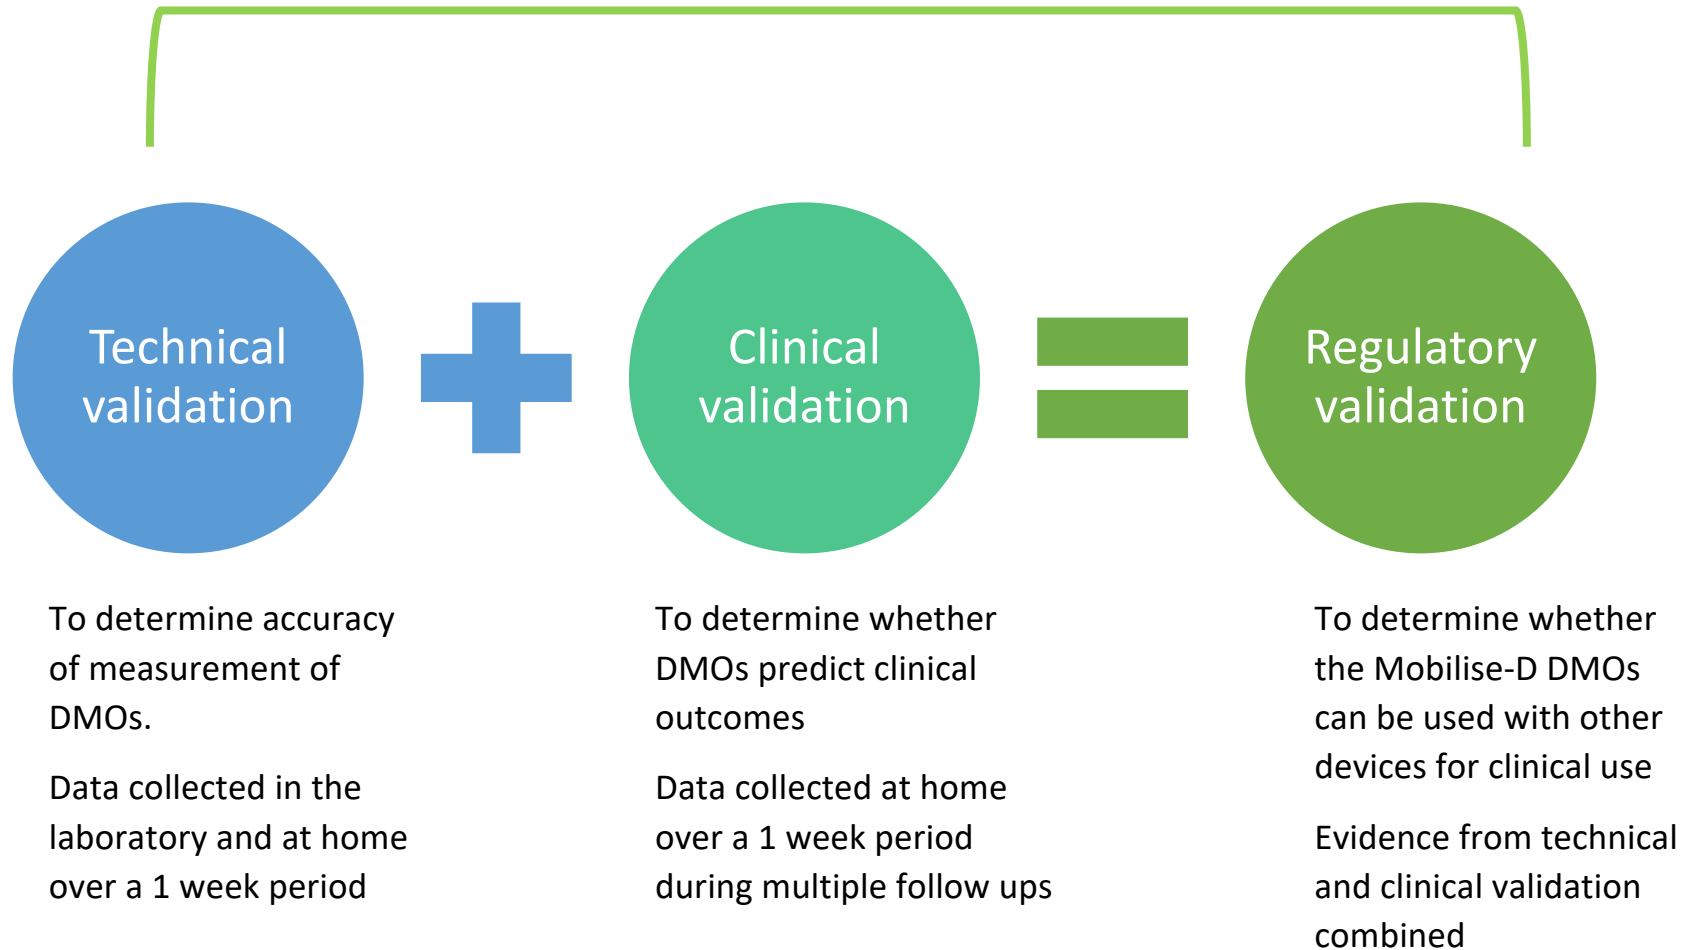 Technical
validation
Clinical
validation
Regulatory
validation
To determine accuracy
of measurement of
DMOs.
Data collected in the
laboratory and at home
over a 1 week period
To determine whether
DMOs predict clinical
outcomes
Data collected at home
over a 1 week period
during multiple follow ups
To determine whether
the Mobilise-D DMOs
can be used with other
devices for clinical use
Evidence from technical
and clinical validation
combined